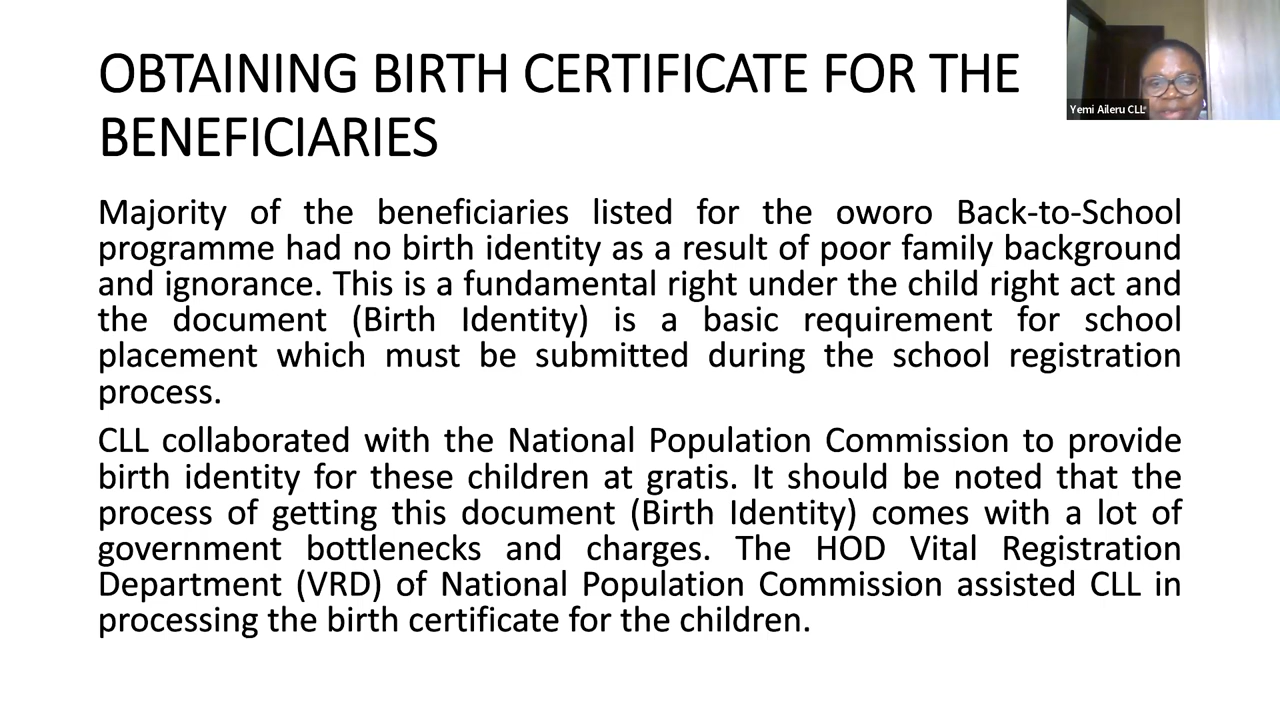 OBTAINING BIRTH CERTIFICATE FOR THE
BENEFICIARIES
Yemi Aileru CLL
Majority of the beneficiaries listed for the oworo Back-to-School
programme had no birth identity as a result of poor family background
and ignorance. This is a fundamental right under the child right act and
the document (Birth Identity) is a basic requirement for school
placement which must be submitted during the school registration
process.
CLL collaborated with the National Population Commission to provide
birth identity for these children at gratis. It should be noted that the
process of getting this document (Birth Identity) comes with a lot of
government bottlenecks and charges. The HOD Vital Registration
Department (VRD) of National Population Commission assisted CLL in
processing the birth certificate for the children.